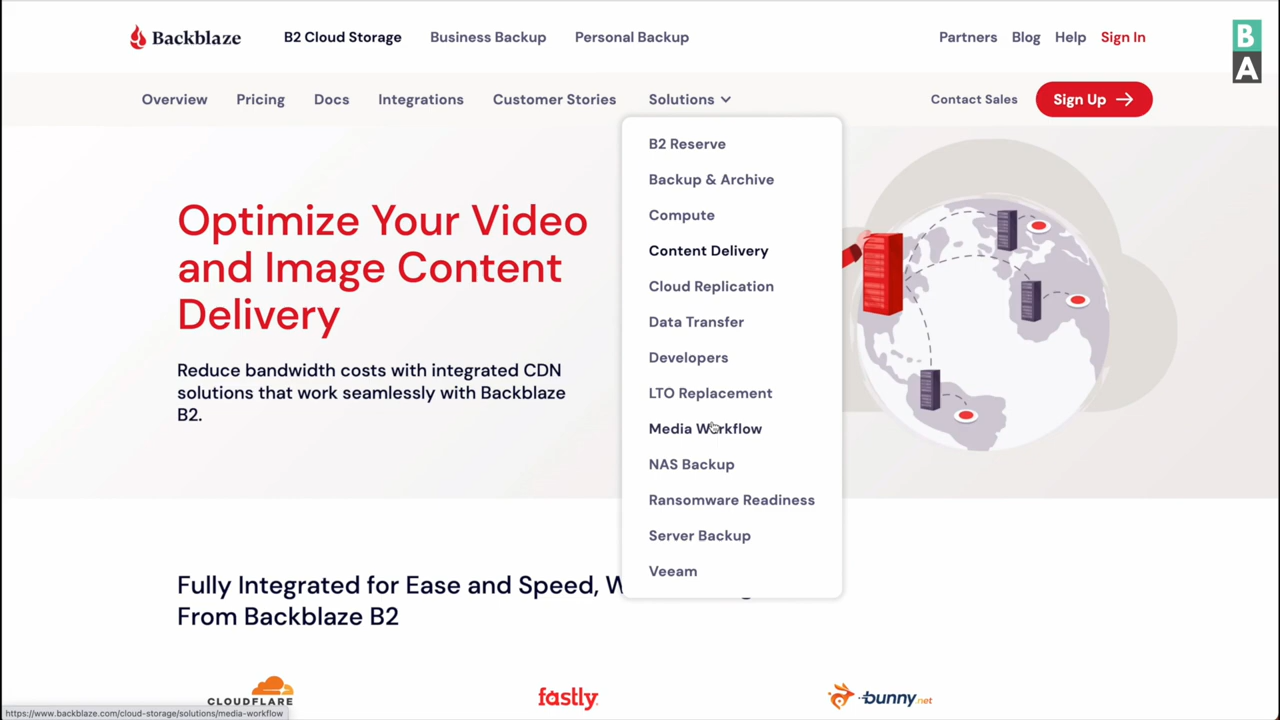 Backblaze
B2 Cloud Storage
Business Backup
Personal Backup
Partners
Blog
Help
Sign In
B
A
Overview
Pricing
Docs
Integrations
Customer Stories
Solutions
Contact Sales
Sign Up
B2 Reserve
Backup & Archive
Compute
Content Delivery
Cloud Replication
Data Transfer
Developers
LTO Replacement
Media Workflow
NAS Backup
Ransomware Readiness
Server Backup
Veeam
Optimize Your Video
and Image Content
Delivery
Reduce bandwidth costs with integrated CDN
solutions that work seamlessly with Backblaze
B2.
Fully Integrated for Ease and Speed,
From Backblaze B2
CLOUDFLARE
fastly
bunny.net
https://www.backblaze.com/cloud-storage/solutions/media-workflow